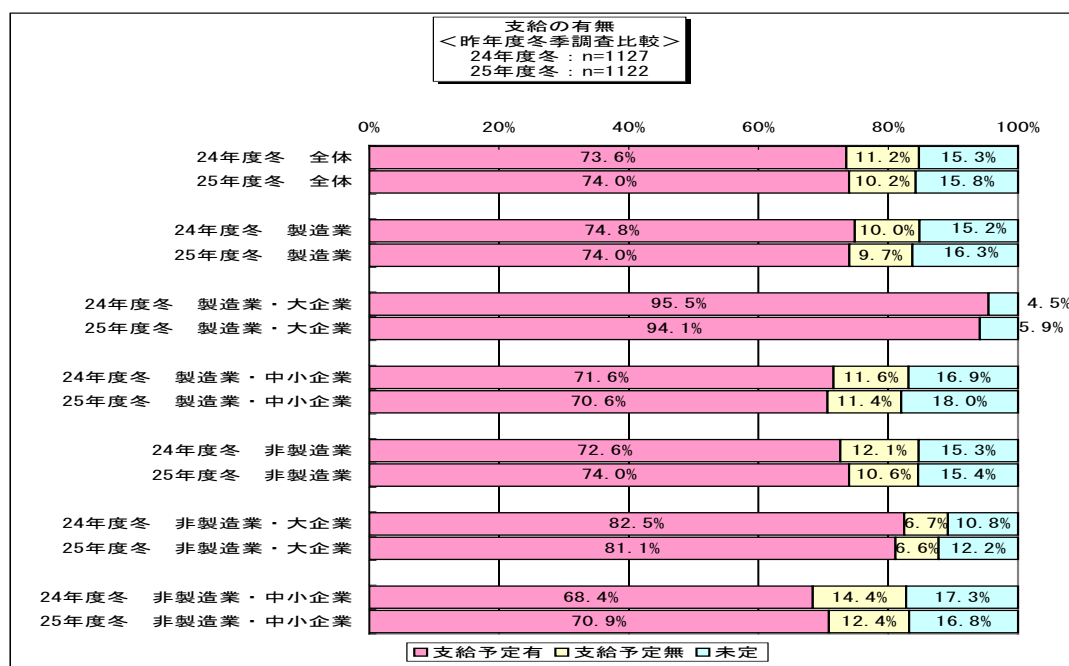 支給の有無
＜昨年度冬季調査比較＞
24年度冬：n=1127
25年度冬：n=1122
0% 20% 40% 60% 80% 100%
24年度冬　全体 73.6% 11.2% 15.3%
25年度冬　全体 74.0% 10.2% 15.8%
24年度冬　製造業 74.8% 10.0% 15.2%
25年度冬　製造業 74.0% 9.7% 16.3%
24年度冬　製造業・大企業 95.5% 4.5%
25年度冬　製造業・大企業 94.1% 5.9%
24年度冬　製造業・中小企業 71.6% 11.6% 16.9%
25年度冬　製造業・中小企業 70.6% 11.4% 18.0%
24年度冬　非製造業 72.6% 12.1% 15.3%
25年度冬　非製造業 74.0% 10.6% 15.4%
24年度冬　非製造業・大企業 82.5% 6.7% 10.8%
25年度冬　非製造業・大企業 81.1% 6.6% 12.2%
24年度冬　非製造業・中小企業 68.4% 14.4% 17.3%
25年度冬　非製造業・中小企業 70.9% 12.4% 16.8%
支給予定有 支給予定無 未定